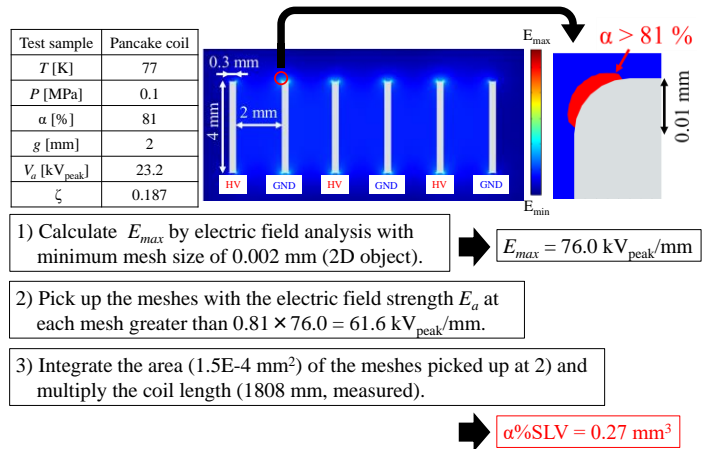 Test sample Pancake coil
T [K] 77
P [MPa] 0.1
α [%] 81
g [mm] 2
Va [kVpeak] 23.2
ζ 0.187
0.3 mm
4 mm
2 mm
HV GND HV GND HV GND
Emax
Emin
α > 81 %
0.01 mm
1) Calculate Emax by electric field analysis with
minimum mesh size of 0.002 mm (2D object).
Emax = 76.0 kVpeak/mm
2) Pick up the meshes with the electric field strength Ea at
each mesh greater than 0.81 × 76.0 = 61.6 kVpeak/mm.
3) Integrate the area (1.5E-4 mm²) of the meshes picked up at 2) and
multiply the coil length (1808 mm, measured).
α%SLV = 0.27 mm³